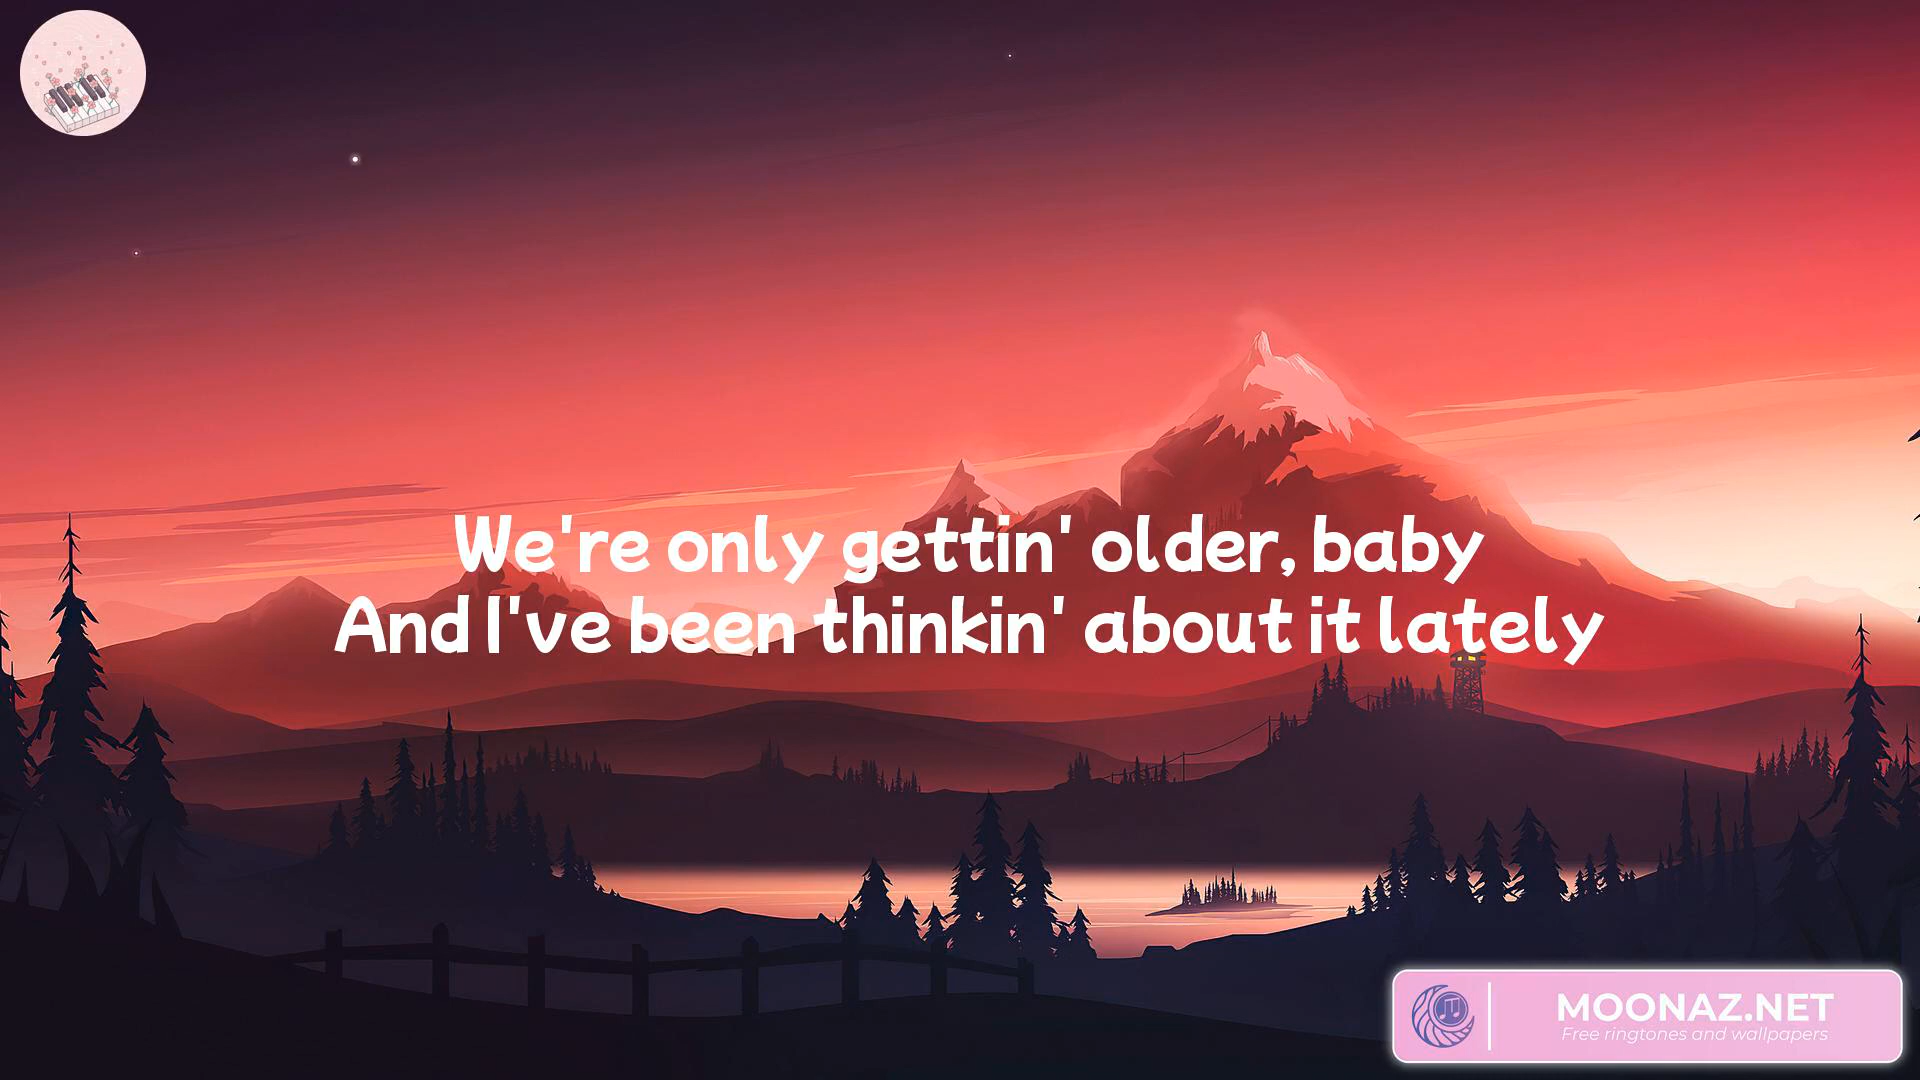 We're only gettin' older, baby
And I've been thinkin' about it lately
MOONAZ.NET
Free ringtones and wallpapers